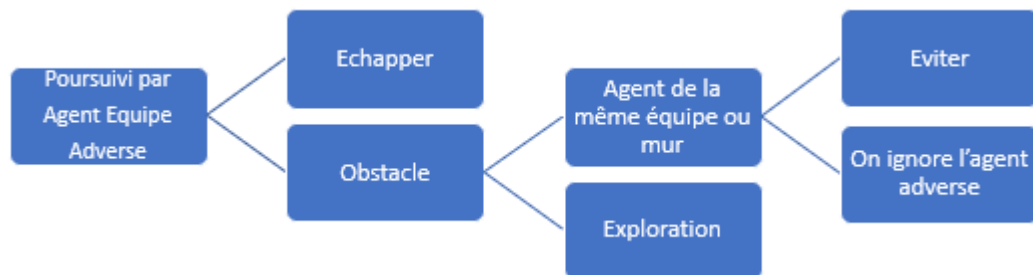 Poursuivi par
Agent Equipe
Adverse
Echapper
Obstacle
Agent de la
même équipe ou
mur
Exploration
Eviter
On ignore l’agent
adverse